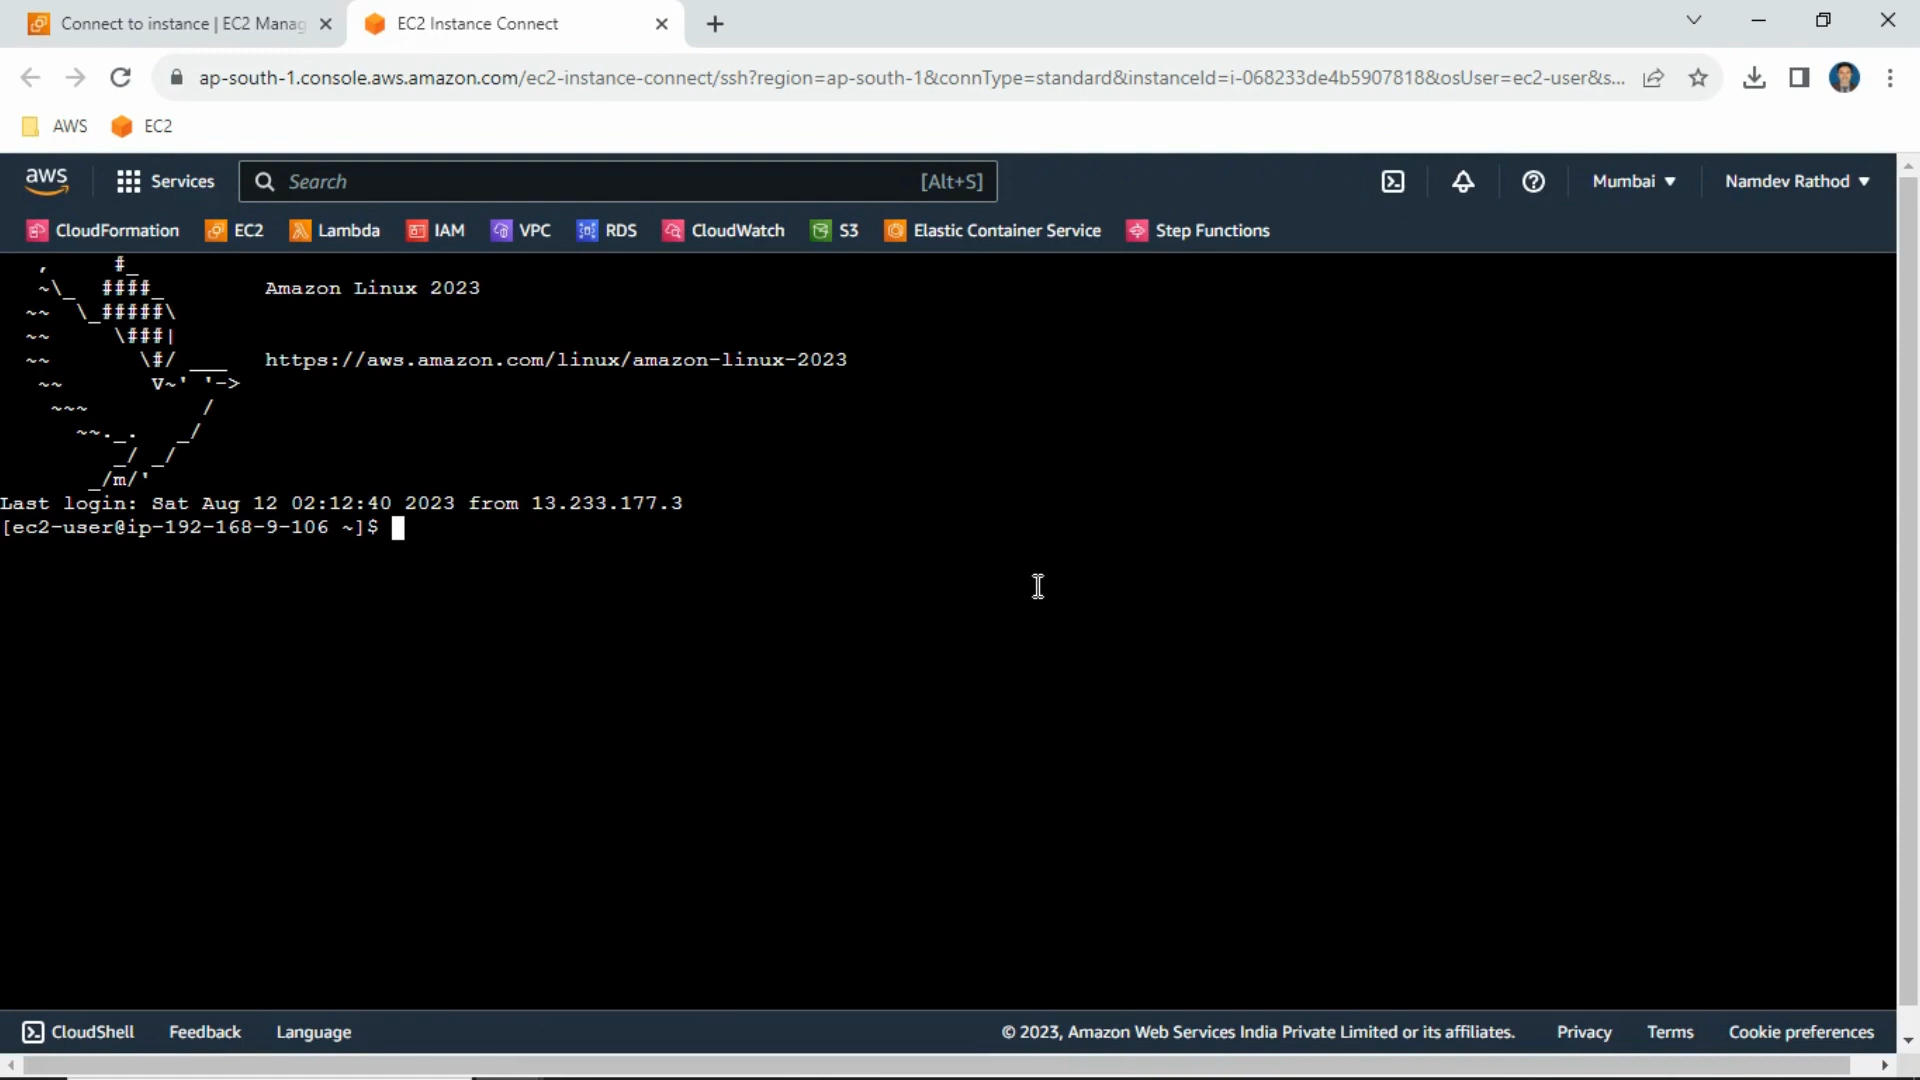 Connect to instance | EC2 Manag
EC2 Instance Connect
ap-south-1.console.aws.amazon.com/ec2-instance-connect/ssh?region=ap-south-1&connType=standard&instanceId=i-068233de4b5907818&osUser=ec2-user&s...
AWS EC2
aws Services Search [Alt+S] Mumbai ▼ Namdev Rathod ▼
CloudFormation EC2 Lambda IAM VPC RDS CloudWatch S3 Elastic Container Service Step Functions
   ,     #_
   ~\_  ####_        Amazon Linux 2023
  ~~  \_#####\
  ~~     \###|
  ~~       \#/ ___   https://aws.amazon.com/linux/amazon-linux-2023
   ~~       V~' '->
    ~~~         /
      ~~._.   _/
         _/ _/
       _/m/'
Last login: Sat Aug 12 02:12:40 2023 from 13.233.177.3
[ec2-user@ip-192-168-9-106 ~]$
CloudShell Feedback Language © 2023, Amazon Web Services India Private Limited or its affiliates. Privacy Terms Cookie preferences